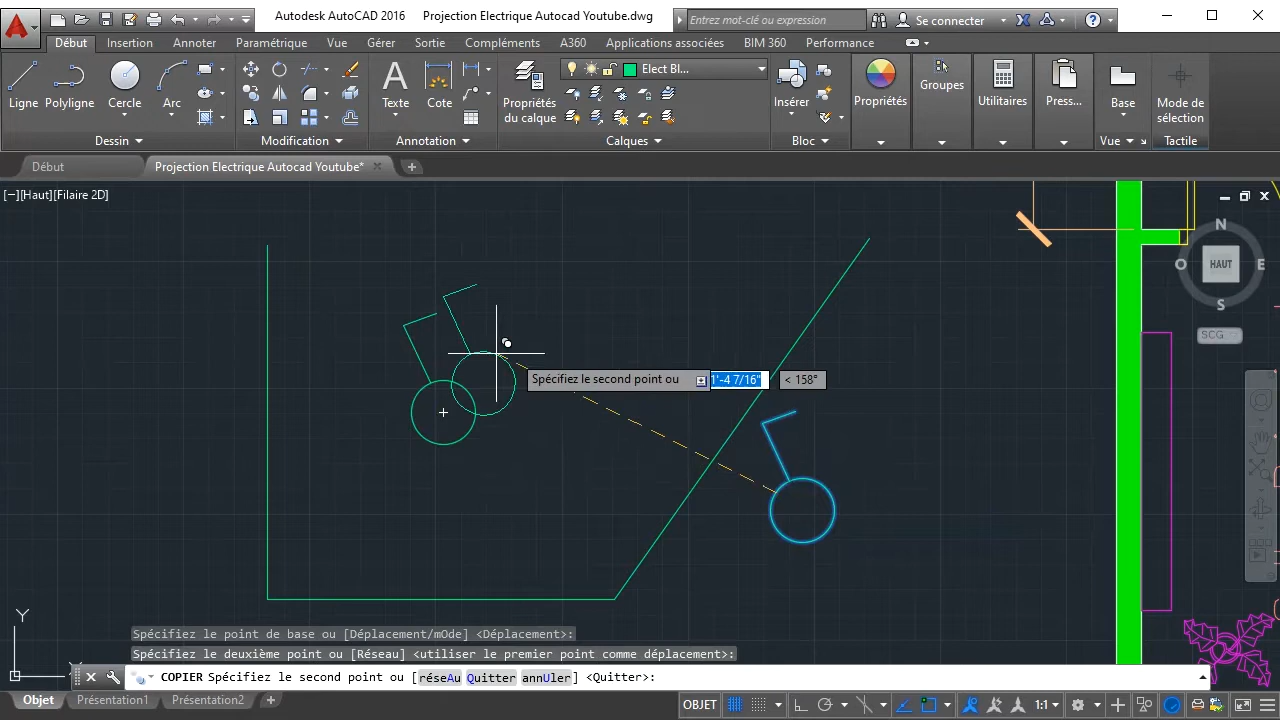 Autodesk AutoCAD 2016 Projection Electrique Autocad Youtube.dwg Entrez mot-clé ou expression Se connecter
Début Insertion Annoter Paramétrique Vue Gérer Sortie Compléments A360 Applications associées BIM 360 Performance
Elect Bl...
Ligne Polyligne Cercle Arc Texte Cote Propriétés du calque Insérer Propriétés Groupes Utilitaires Press... Base Mode de sélection
Dessin Modification Annotation Calques Bloc Vue Tactile
Début Projection Electrique Autocad Youtube*
[−][Haut][Filaire 2D]
N
O HAUT E
S
SCG
Spécifiez le second point ou 1'-4 7/16" < 158°
Y
Spécifiez le point de base ou [Déplacement/mOde] <Déplacement>:
Spécifiez le deuxième point ou [Réseau] <utiliser le premier point comme déplacement>:
COPIER Spécifiez le second point ou [réseAu Quitter annUler] <Quitter>:
Objet Présentation1 Présentation2 OBJET 1:1